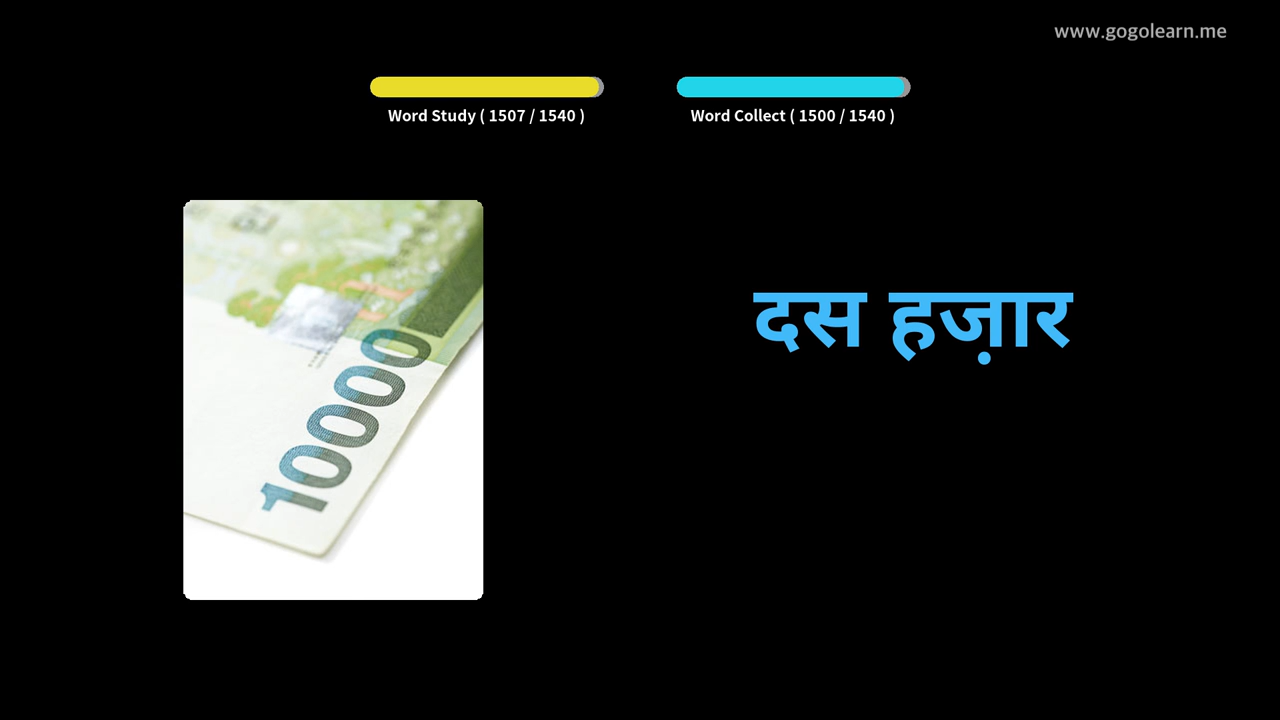 www.gogolearn.me
Word Study ( 1507 / 1540 )
Word Collect ( 1500 / 1540 )
10000
दस हज़ार